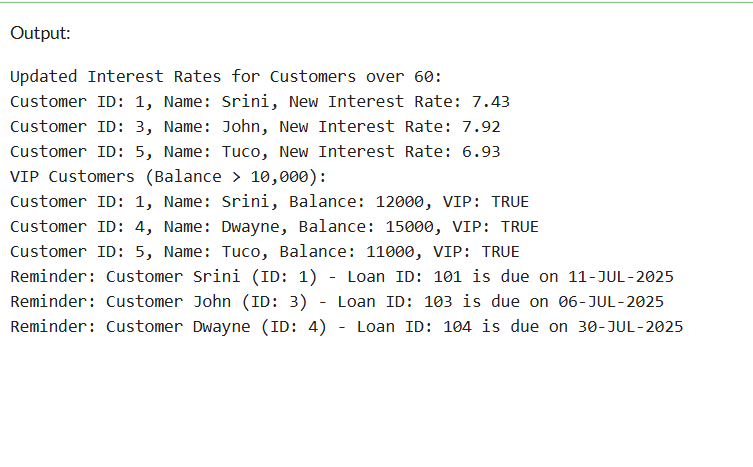 Output:
Updated Interest Rates for Customers over 60:
Customer ID: 1, Name: Srini, New Interest Rate: 7.43
Customer ID: 3, Name: John, New Interest Rate: 7.92
Customer ID: 5, Name: Tuco, New Interest Rate: 6.93
VIP Customers (Balance > 10,000):
Customer ID: 1, Name: Srini, Balance: 12000, VIP: TRUE
Customer ID: 4, Name: Dwayne, Balance: 15000, VIP: TRUE
Customer ID: 5, Name: Tuco, Balance: 11000, VIP: TRUE
Reminder: Customer Srini (ID: 1) - Loan ID: 101 is due on 11-JUL-2025
Reminder: Customer John (ID: 3) - Loan ID: 103 is due on 06-JUL-2025
Reminder: Customer Dwayne (ID: 4) - Loan ID: 104 is due on 30-JUL-2025